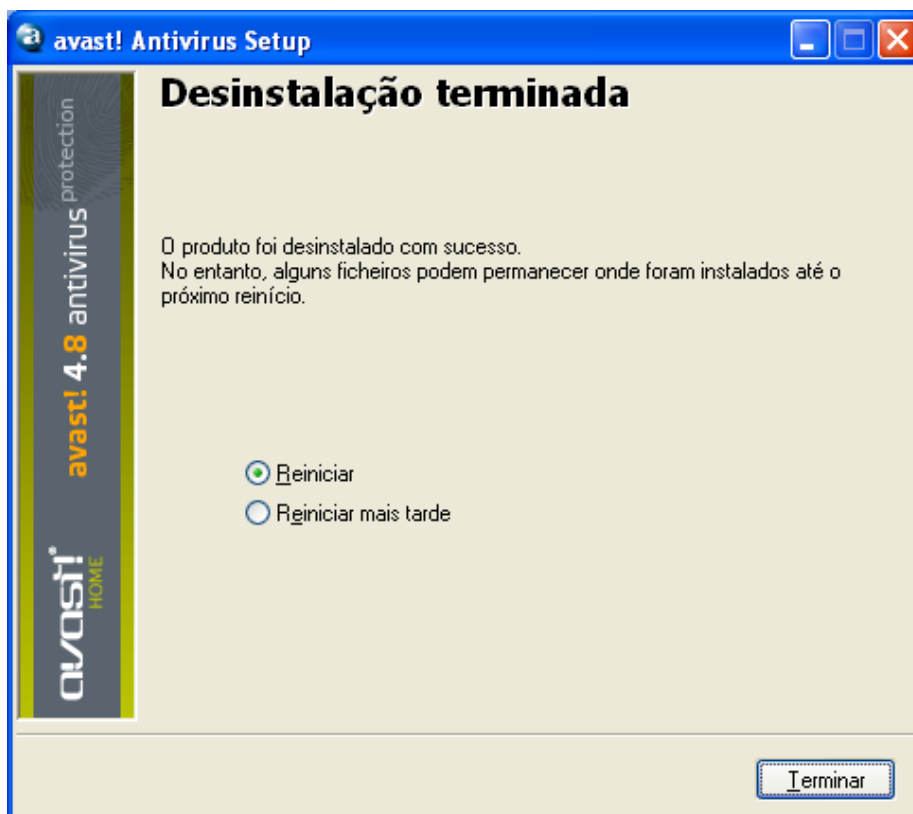 avast! Antivirus Setup
Desinstalação terminada
O produto foi desinstalado com sucesso.
No entanto, alguns ficheiros podem permanecer onde foram instalados até o
próximo reinício.
Reiniciar
Reiniciar mais tarde
avast! 4.8 antivirus protection
avast!
HOME
Terminar